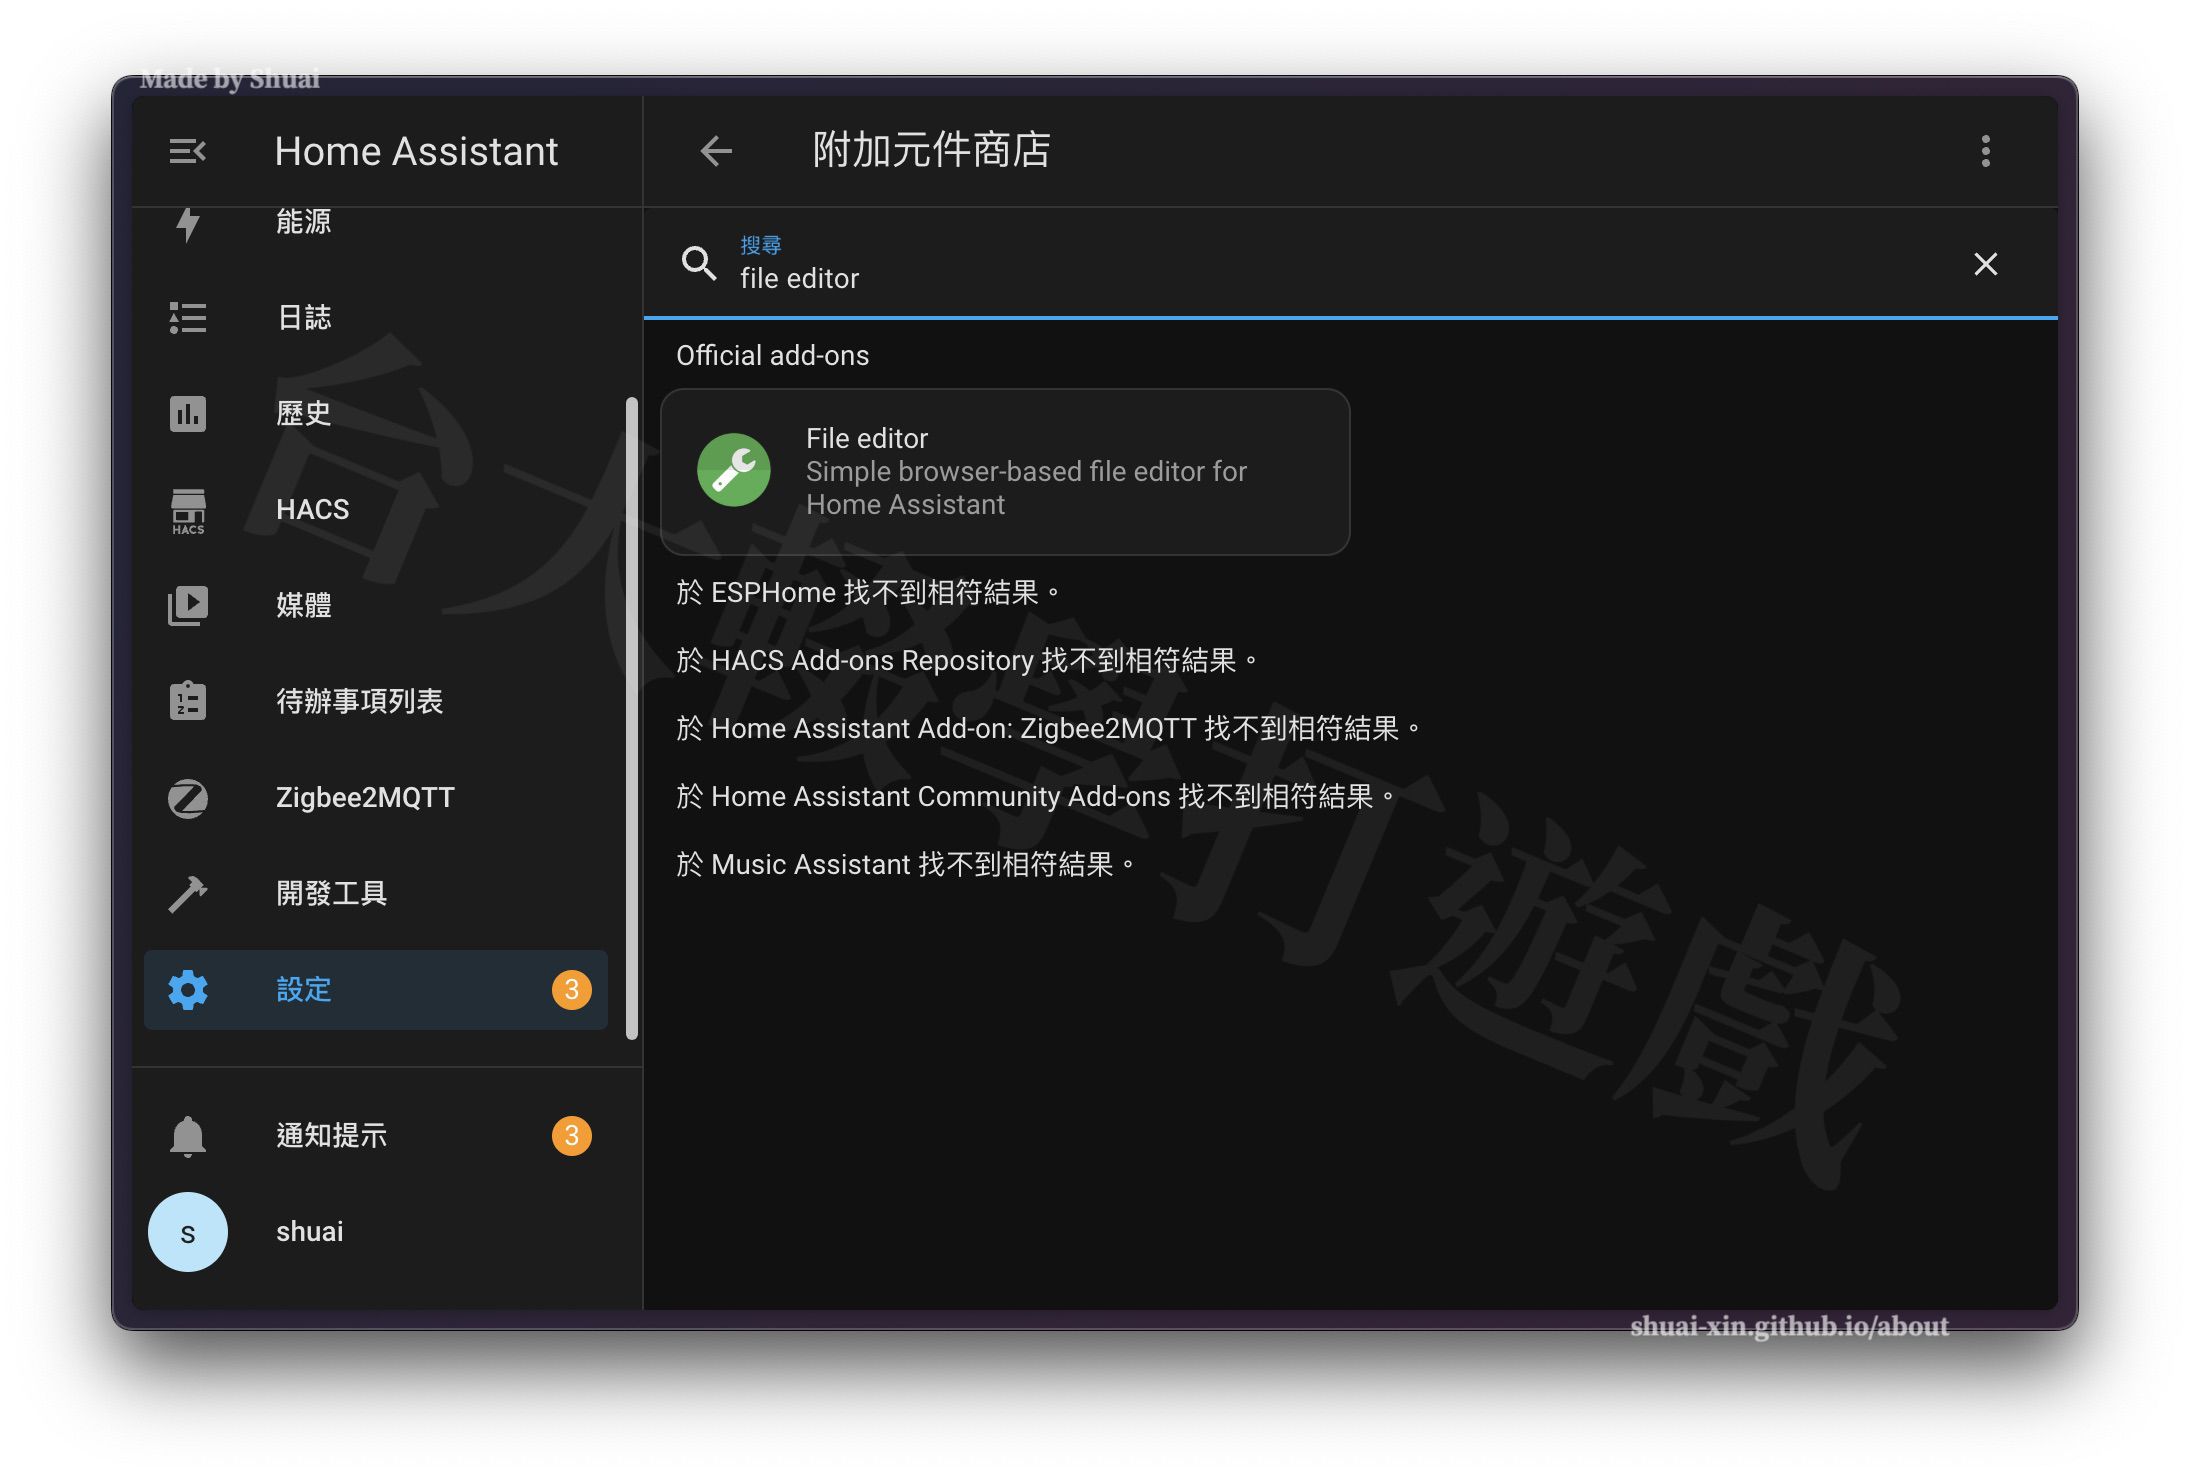 Made by Shuai
Home Assistant
能源
日誌
歷史
HACS
HACS
媒體
待辦事項列表
Zigbee2MQTT
開發工具
設定
3
通知提示
3
s
shuai
附加元件商店
搜尋
file editor
Official add-ons
File editor
Simple browser-based file editor for
Home Assistant
於 ESPHome 找不到相符結果。
於 HACS Add-ons Repository 找不到相符結果。
於 Home Assistant Add-on: Zigbee2MQTT 找不到相符結果。
於 Home Assistant Community Add-ons 找不到相符結果。
於 Music Assistant 找不到相符結果。
台大輟學打遊戲
shuai-xin.github.io/about